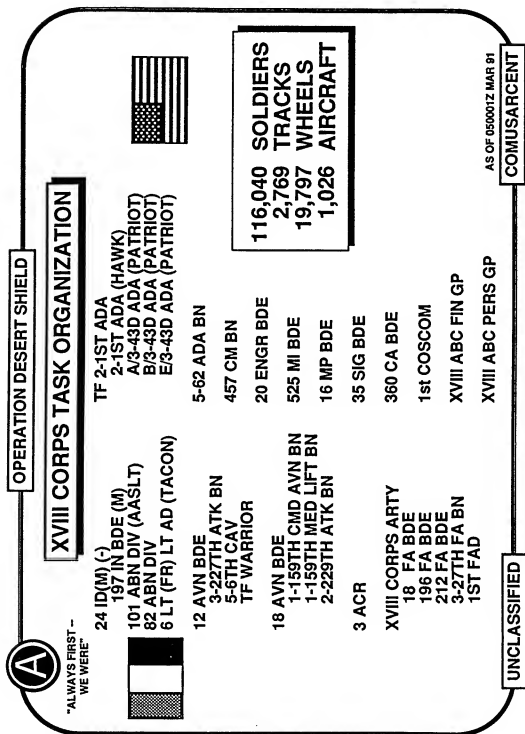 OPERATION DESERT SHIELD
A
"ALWAYS FIRST –
WE WERE"
XVIII CORPS TASK ORGANIZATION
24 ID(M) (-)
197 IN BDE (M)
101 ABN DIV (AASLT)
82 ABN DIV
6 LT (FR) LT AD (TACON)
12 AVN BDE
3-227TH ATK BN
5-6TH CAV
TF WARRIOR
18 AVN BDE
1-159TH CMD AVN BN
1-159TH MED LIFT BN
2-229TH ATK BN
3 ACR
XVIII CORPS ARTY
18 FA BDE
196 FA BDE
212 FA BDE
3-27TH FA BN
1ST FAD
TF 2-1ST ADA
2-1ST ADA (HAWK)
A/3-43D ADA (PATRIOT)
B/3-43D ADA (PATRIOT)
E/3-43D ADA (PATRIOT)
5-62 ADA BN
457 CM BN
20 ENGR BDE
525 MI BDE
16 MP BDE
35 SIG BDE
360 CA BDE
1st COSCOM
XVIII ABC FIN GP
XVIII ABC PERS GP
116,040 SOLDIERS
2,769 TRACKS
19,797 WHEELS
1,026 AIRCRAFT
AS OF 050001Z MAR 91
UNCLASSIFIED
COMUSARCENT